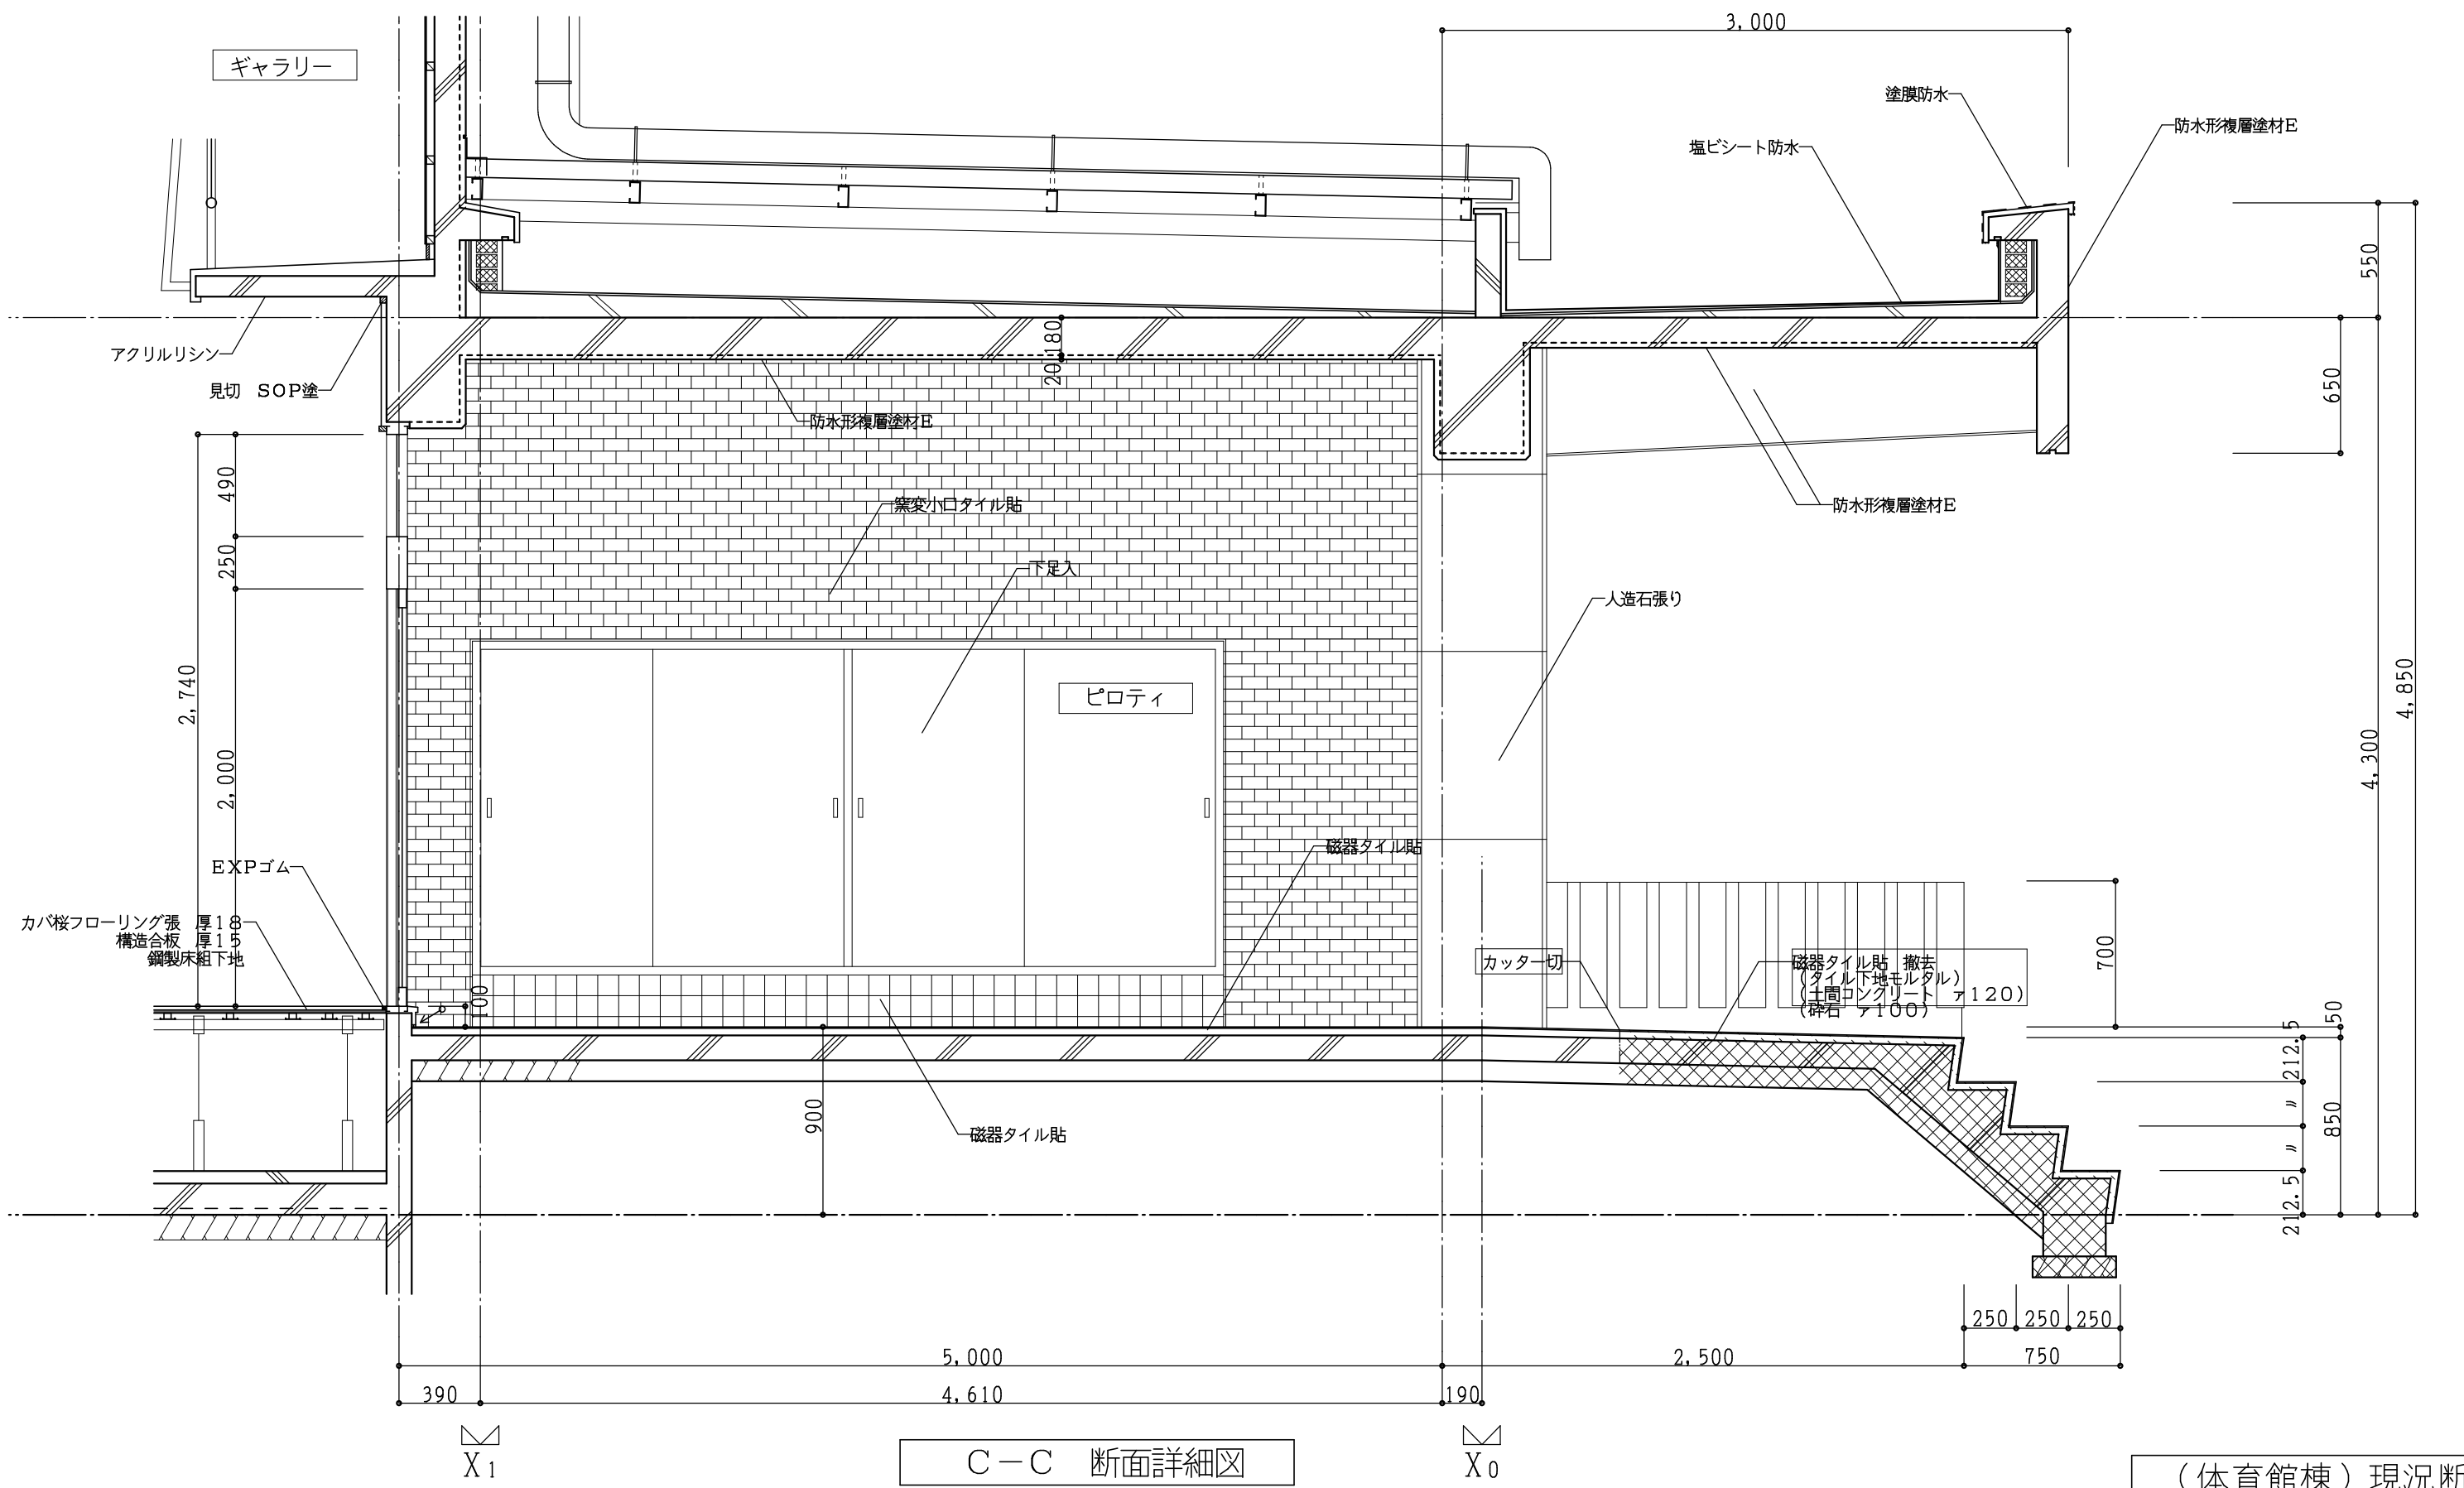 3,000
ギャラリー
塗膜防水
防水形複層塗材E
塩ビシート防水
550
180
20
アクリルリシン
見切 SOP塗
650
防水形複層塗材E
490
窯変小口タイル貼
防水形複層塗材E
250
下足入
人造石張り
2,740
ピロティ
4,850
2,000
4,300
磁器タイル貼
EXPゴム
カバ桜フローリング張 厚18
構造合板 厚15
鋼製床組下地
カッター切
磁器タイル貼 撤去
(タイル下地モルタル)
(土間コンクリート ァ120)
(砕石 ァ100)
700
100
50
212.5
〃
〃
212.5
850
900
磁器タイル貼
250
250
250
5,000
2,500
750
390
4,610
190
X1
X0
C－C 断面詳細図
(体育館棟)現況断